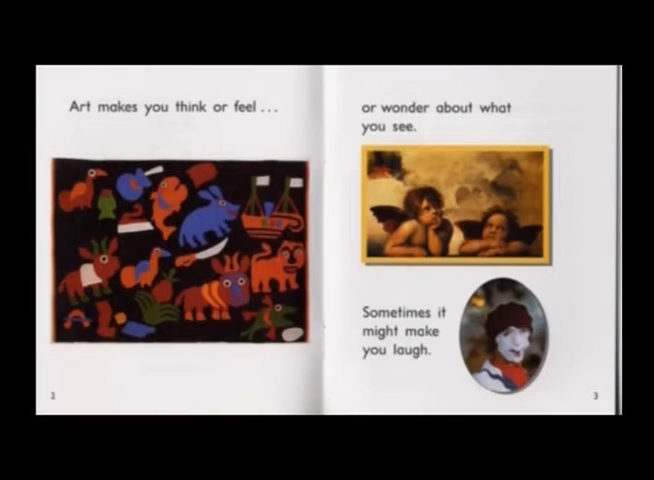 Art makes you think or feel ...
or wonder about what
you see.
Sometimes it
might make
you laugh.
2
3